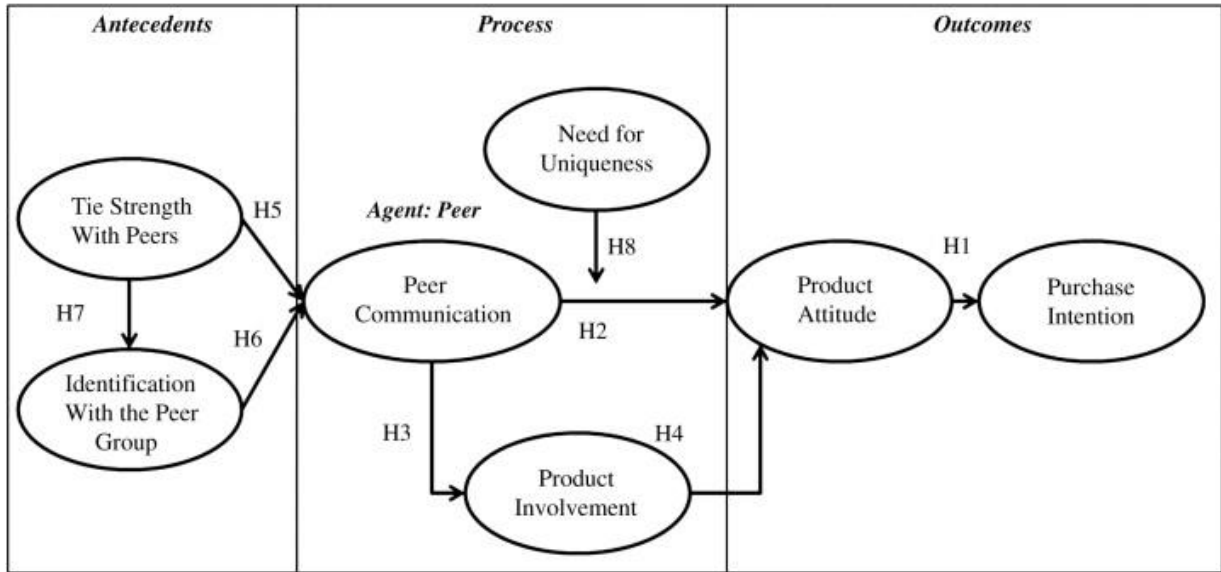 Antecedents
Process
Outcomes
Need for
Uniqueness
Tie Strength
With Peers
H5
Agent: Peer
H8
H1
Peer
Communication
Product
Attitude
Purchase
Intention
H7
H6
H2
Identification
With the Peer
Group
H3
H4
Product
Involvement